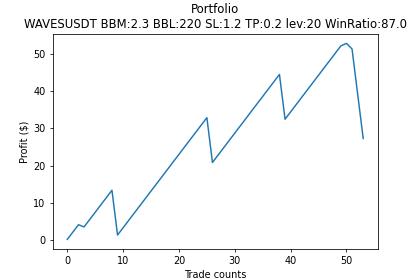 Portfolio
WAVESUSDT BBM:2.3 BBL:220 SL:1.2 TP:0.2 lev:20 WinRatio:87.0
50
40
30
20
10
0
Profit ($)
0 10 20 30 40 50
Trade counts